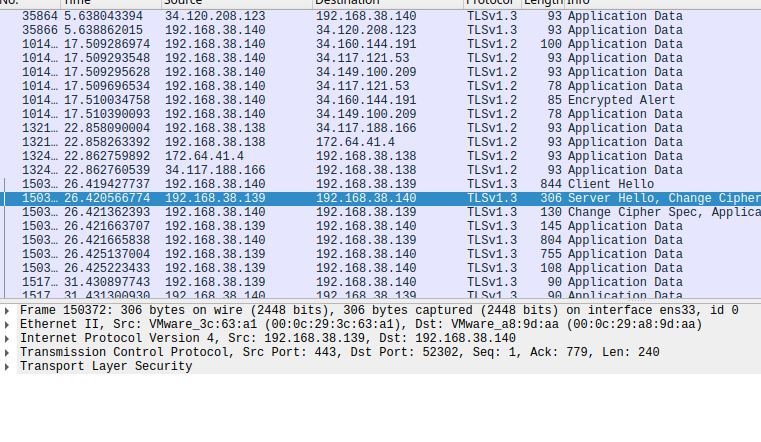 No. Time Source Destination Protocol Length Info
35864 5.638043394 34.120.208.123 192.168.38.140 TLSv1.3 93 Application Data
35866 5.638862015 192.168.38.140 34.120.208.123 TLSv1.3 93 Application Data
1014… 17.509286974 192.168.38.140 34.160.144.191 TLSv1.2 100 Application Data
1014… 17.509293548 192.168.38.140 34.117.121.53 TLSv1.2 93 Application Data
1014… 17.509295628 192.168.38.140 34.149.100.209 TLSv1.2 93 Application Data
1014… 17.509696534 192.168.38.140 34.117.121.53 TLSv1.2 78 Application Data
1014… 17.510034758 192.168.38.140 34.160.144.191 TLSv1.2 85 Encrypted Alert
1014… 17.510390093 192.168.38.140 34.149.100.209 TLSv1.2 78 Application Data
1321… 22.858090004 192.168.38.138 34.117.188.166 TLSv1.2 93 Application Data
1321… 22.858263392 192.168.38.138 172.64.41.4 TLSv1.2 93 Application Data
1324… 22.862759892 172.64.41.4 192.168.38.138 TLSv1.2 93 Application Data
1324… 22.862760539 34.117.188.166 192.168.38.138 TLSv1.2 93 Application Data
1503… 26.419427737 192.168.38.140 192.168.38.139 TLSv1.3 844 Client Hello
1503… 26.420566774 192.168.38.139 192.168.38.140 TLSv1.3 306 Server Hello, Change Cipher
1503… 26.421362393 192.168.38.140 192.168.38.139 TLSv1.3 130 Change Cipher Spec, Applica
1503… 26.421663707 192.168.38.139 192.168.38.140 TLSv1.3 145 Application Data
1503… 26.421665838 192.168.38.140 192.168.38.139 TLSv1.3 804 Application Data
1503… 26.425137004 192.168.38.139 192.168.38.140 TLSv1.3 755 Application Data
1503… 26.425223433 192.168.38.139 192.168.38.140 TLSv1.3 108 Application Data
1517… 31.430897743 192.168.38.140 192.168.38.139 TLSv1.3 90 Application Data
1517 31.431300930 192.168.38.140 192.168.38.139 TLSv1.3 90 Application Data
Frame 150372: 306 bytes on wire (2448 bits), 306 bytes captured (2448 bits) on interface ens33, id 0
Ethernet II, Src: VMware_3c:63:a1 (00:0c:29:3c:63:a1), Dst: VMware_a8:9d:aa (00:0c:29:a8:9d:aa)
Internet Protocol Version 4, Src: 192.168.38.139, Dst: 192.168.38.140
Transmission Control Protocol, Src Port: 443, Dst Port: 52302, Seq: 1, Ack: 779, Len: 240
Transport Layer Security